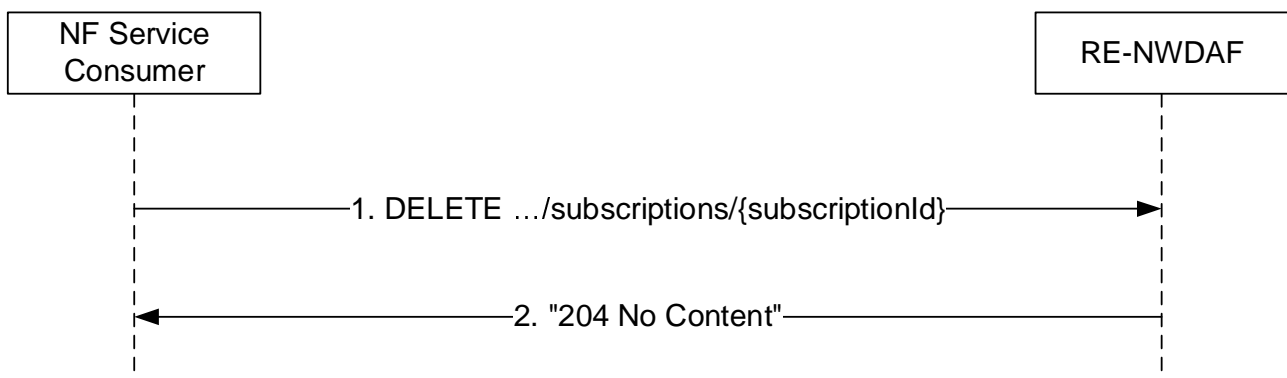 NF Service
Consumer
RE-NWDAF
1. DELETE …/subscriptions/{subscriptionId}
2. "204 No Content"